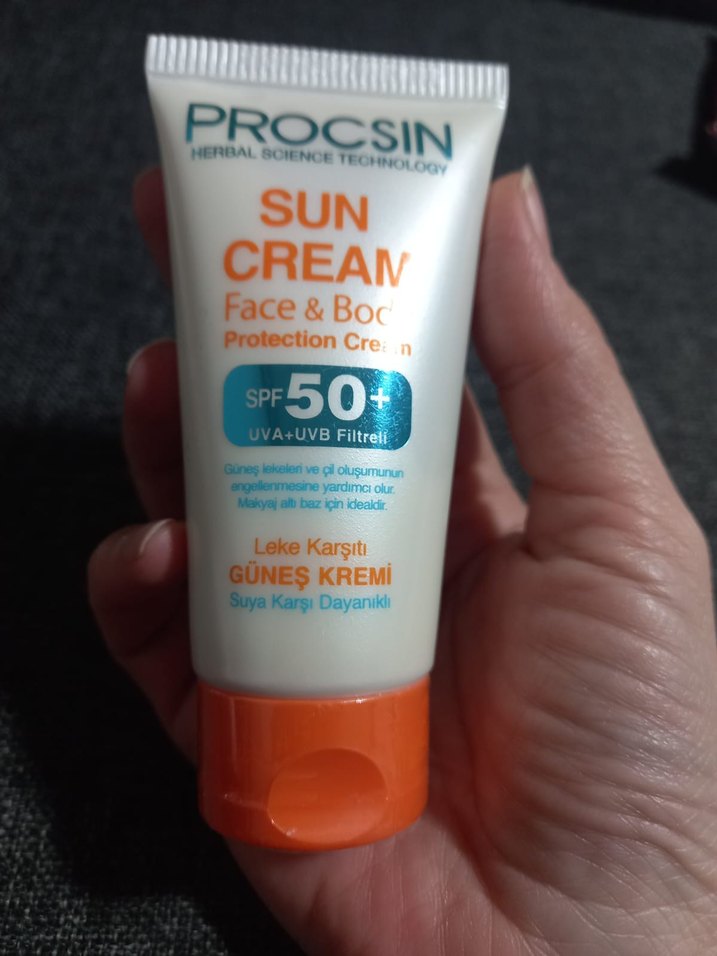 PROCSIN
HERBAL SCIENCE TECHNOLOGY
SUN
CREAM
Face & Bod
Protection Cream
SPF 50+
UVA+UVB Filtreli
Güneş lekeleri ve çil oluşumunun
engellenmesine yardımcı olur.
Makyaj altı baz için idealdir.
Leke Karşıtı
GÜNEŞ KREMİ
Suya Karşı Dayanıklı